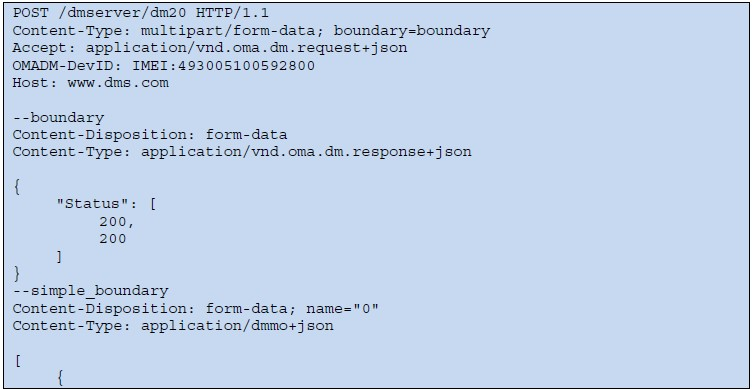 POST /dmserver/dm20 HTTP/1.1
Content-Type: multipart/form-data; boundary=boundary
Accept: application/vnd.oma.dm.request+json
OMADM-DevID: IMEI:493005100592800
Host: www.dms.com

--boundary
Content-Disposition: form-data
Content-Type: application/vnd.oma.dm.response+json

{
     "Status": [
          200,
          200
     ]
}
--simple_boundary
Content-Disposition: form-data; name="0"
Content-Type: application/dmmo+json

[
     {